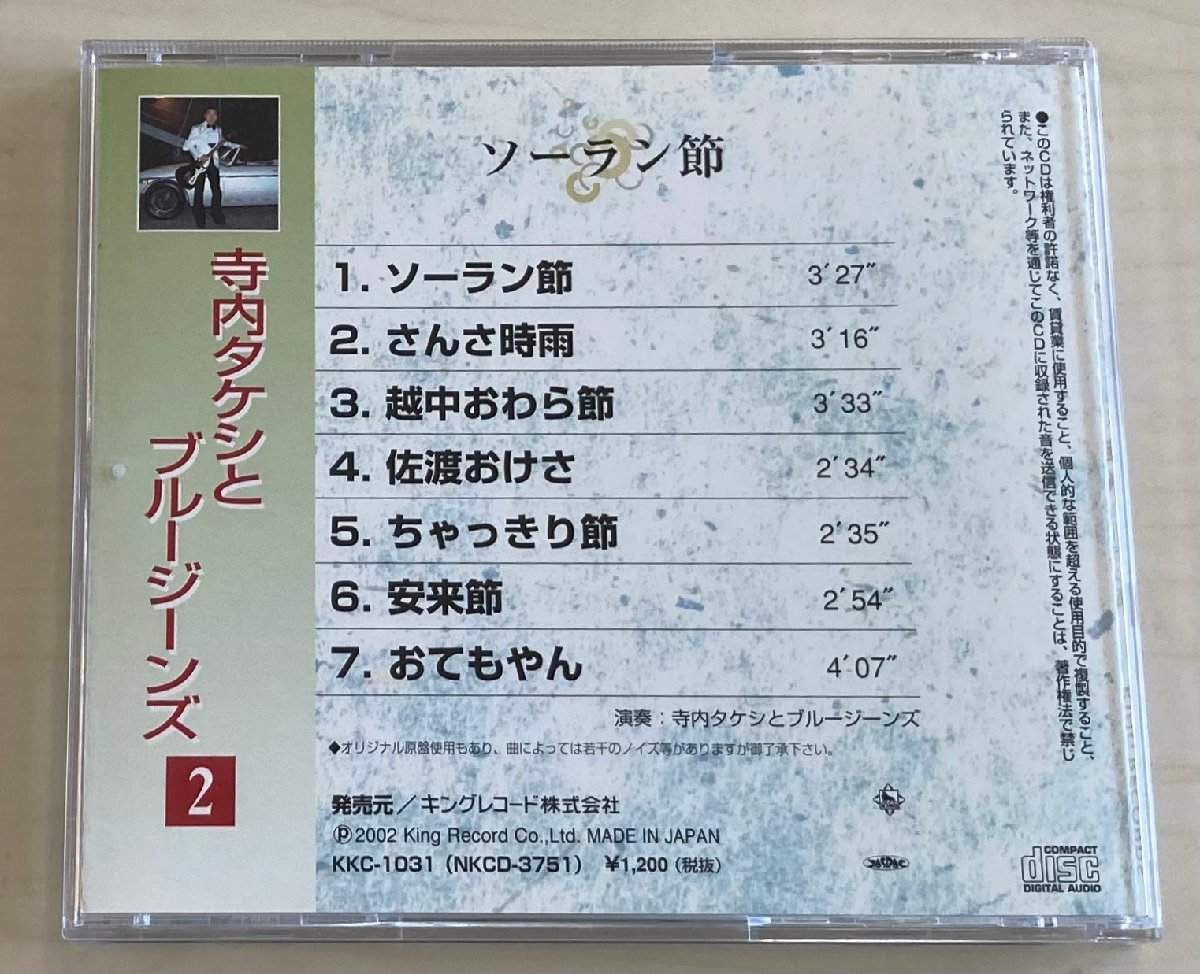 寺内タケシと
ブルージーンズ
2
ソーラン節
1. ソーラン節 3′27″
2. さんさ時雨 3′16″
3. 越中おわら節 3′33″
4. 佐渡おけさ 2′34″
5. ちゃっきり節 2′35″
6. 安来節 2′54″
7. おてもやん 4′07″
演奏：寺内タケシとブルージーンズ
◆オリジナル原盤使用もあり、曲によっては若干のノイズ等がありますが御了承下さい。
発売元／キングレコード株式会社
Ⓟ2002 King Record Co.,Ltd. MADE IN JAPAN
KKC-1031（NKCD-3751） ¥1,200（税抜）
JASRAC
COMPACT
disc
DIGITAL AUDIO
●このCDは権利者の許諾なく、賃貸業に使用すること、個人的な範囲を超える使用目的で複製すること、
また、ネットワーク等を通じてこのCDに収録された音を送信できる状態にすることは、著作権法で禁じ
られています。